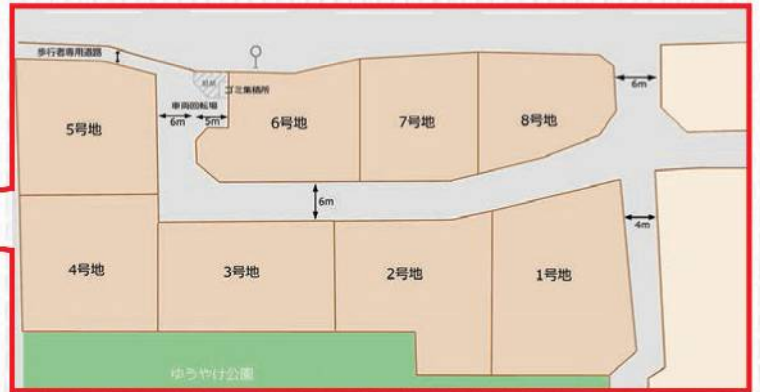 歩行者専用道路
ゴミ集積所
車両回転場
6m
5m
6m
5号地
6号地
7号地
8号地
6m
4m
4号地
3号地
2号地
1号地
ゆうやけ公園